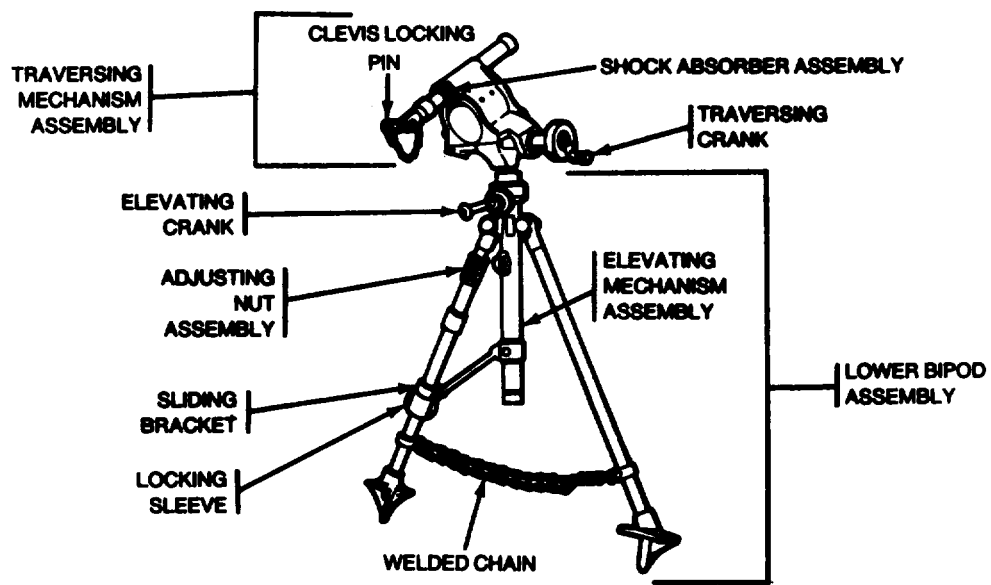 CLEVIS LOCKING
PIN
TRAVERSING
MECHANISM
ASSEMBLY
SHOCK ABSORBER ASSEMBLY
TRAVERSING
CRANK
ELEVATING
CRANK
ADJUSTING
NUT
ASSEMBLY
ELEVATING
MECHANISM
ASSEMBLY
LOWER BIPOD
ASSEMBLY
SLIDING
BRACKET
LOCKING
SLEEVE
WELDED CHAIN